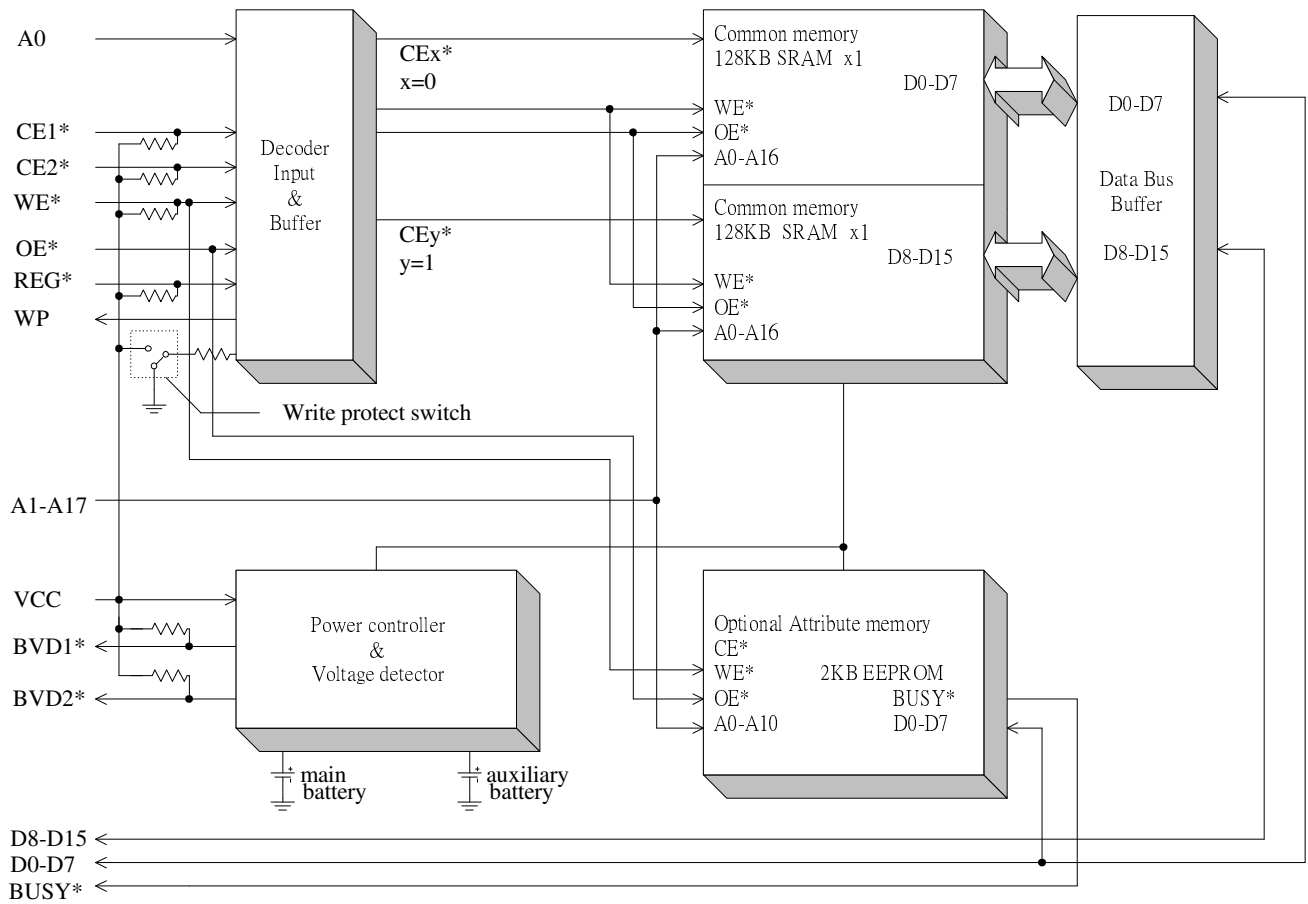 A0
CE1*
CE2*
WE*
OE*
REG*
WP
Decoder
Input
&
Buffer
CEx*
x=0
CEy*
y=1
Common memory
128KB SRAM x1
D0-D7
WE*
OE*
A0-A16
Common memory
128KB SRAM x1
D8-D15
WE*
OE*
A0-A16
D0-D7
Data Bus
Buffer
D8-D15
Write protect switch
A1-A17
VCC
BVD1*
BVD2*
Power controller
&
Voltage detector
main
battery
auxiliary
battery
Optional Attribute memory
CE*
WE* 2KB EEPROM
OE* BUSY*
A0-A10 D0-D7
D8-D15
D0-D7
BUSY*